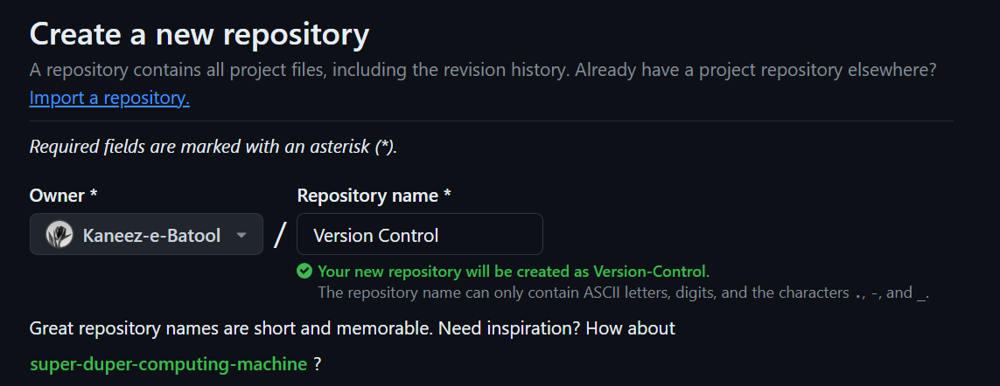 Create a new repository
A repository contains all project files, including the revision history. Already have a project repository elsewhere?
Import a repository.
Required fields are marked with an asterisk (*).
Owner *
Repository name *
Kaneez-e-Batool
/
Version Control
Your new repository will be created as Version-Control.
The repository name can only contain ASCII letters, digits, and the characters ., -, and _.
Great repository names are short and memorable. Need inspiration? How about
super-duper-computing-machine ?